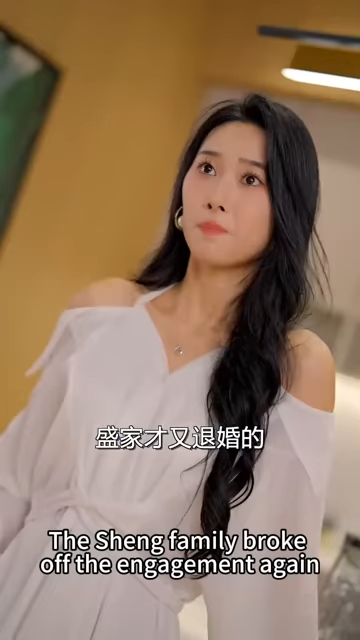 盛家才又退婚的
The Sheng family broke
off the engagement again